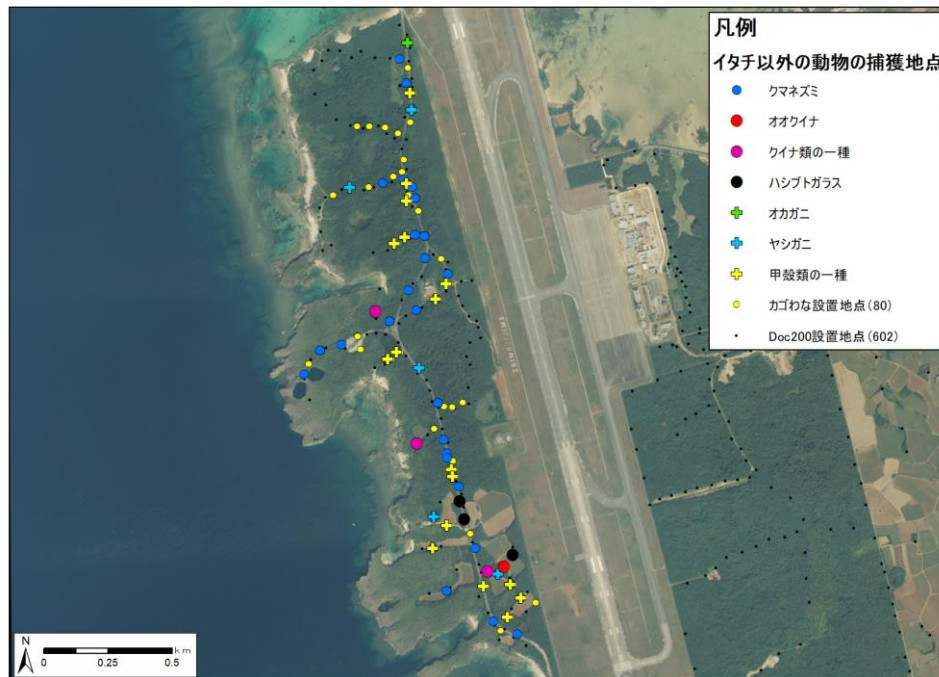 凡例
イタチ以外の動物の捕獲地点
クマネズミ
オオクイナ
クイナ類の一種
ハシブトガラス
オカガニ
ヤシガニ
甲殻類の一種
カゴわな設置地点(80)
Doc200設置地点(602)
N
km
0 0.25 0.5